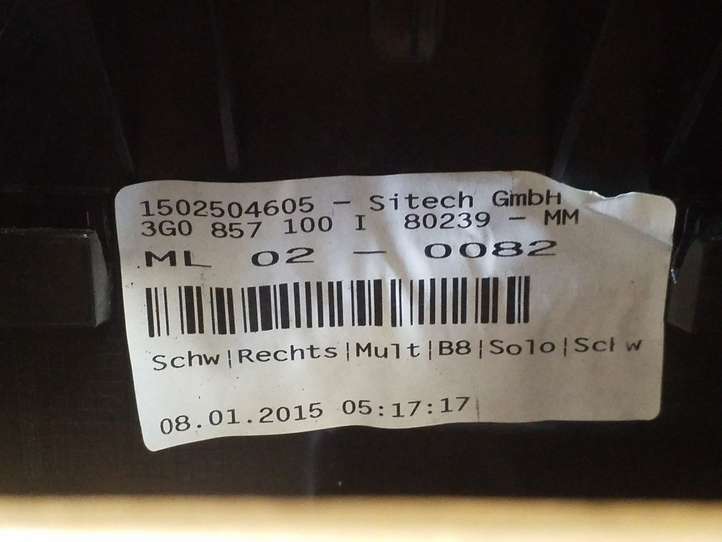 1502504605 - Sitech GmbH
3G0 857 100 I 80239 - MM
ML 02 - 0082
Schw|Rechts|Mult|B8|Solo|Schw
08.01.2015 05:17:17